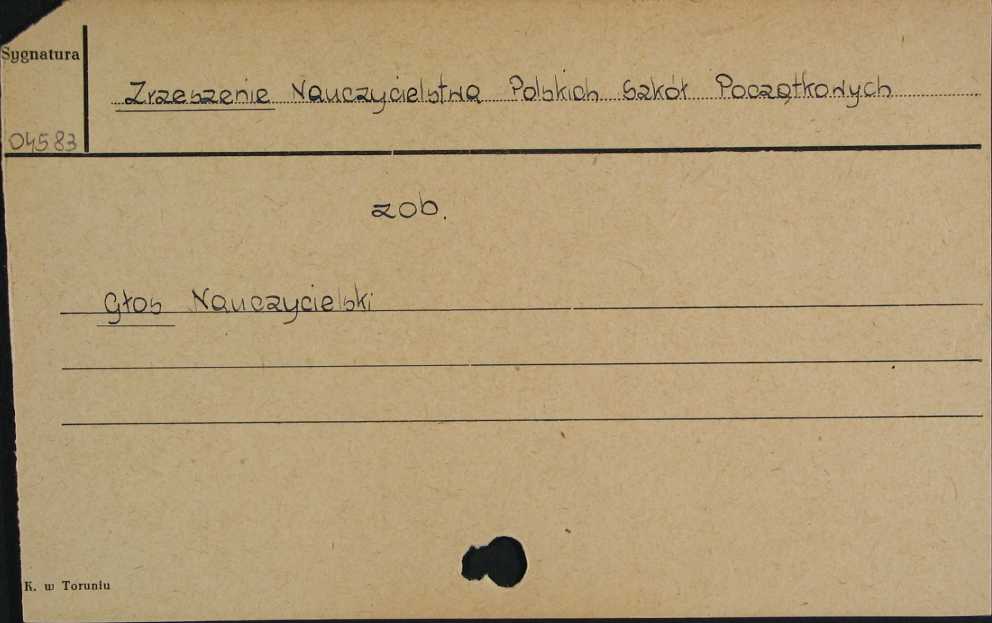 Sygnatura
Zrzeszenie Nauczycielstwa Polskich Szkół Początkowych
04583
zob.
Głos Nauczycielski
K. w Toruniu